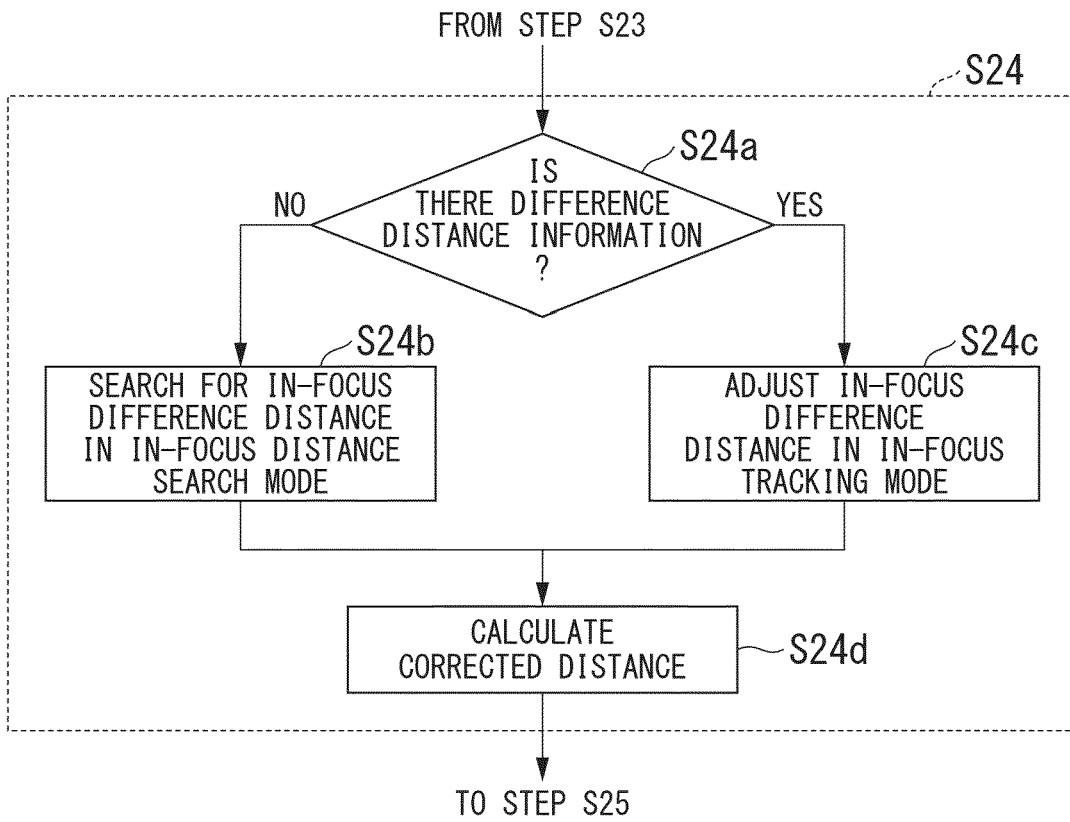 FROM STEP S23
S24
S24a
IS
THERE DIFFERENCE
DISTANCE INFORMATION
?
NO
YES
S24b
SEARCH FOR IN-FOCUS
DIFFERENCE DISTANCE
IN IN-FOCUS DISTANCE
SEARCH MODE
S24c
ADJUST IN-FOCUS
DIFFERENCE
DISTANCE IN IN-FOCUS
TRACKING MODE
CALCULATE
CORRECTED DISTANCE
S24d
TO STEP S25